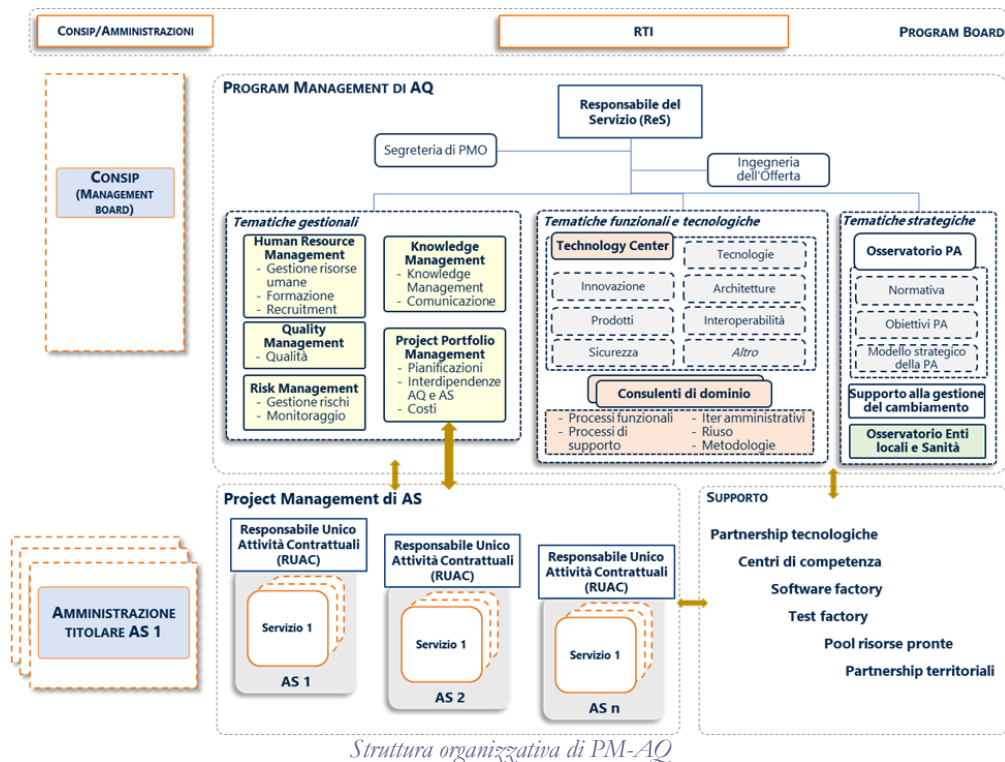 CONSIP/AMMINISTRAZIONI
RTI
PROGRAM BOARD
CONSIP
(MANAGEMENT
BOARD)
PROGRAM MANAGEMENT DI AQ
Responsabile del
Servizio (ReS)
Segreteria di PMO
Ingegneria
dell'Offerta
Tematiche gestionali
Human Resource
Management
- Gestione risorse
umane
- Formazione
- Recruitment
Quality
Management
- Qualità
Risk Management
- Gestione rischi
- Monitoraggio
Knowledge
Management
- Knowledge
Management
- Comunicazione
Project Portfolio
Management
- Pianificazioni
- Interdipendenze
AQ e AS
- Costi
Tematiche funzionali e tecnologiche
Technology Center
Innovazione
Prodotti
Sicurezza
Tecnologie
Architetture
Interoperabilità
Altro
Consulenti di dominio
- Processi funzionali
- Processi di
supporto
- Iter amministrativi
- Riuso
- Metodologie
Tematiche strategiche
Osservatorio PA
Normativa
Obiettivi PA
Modello strategico
della PA
Supporto alla gestione
del cambiamento
Osservatorio Enti
locali e Sanità
AMMINISTRAZIONE
TITOLARE AS 1
Project Management di AS
Responsabile Unico
Attività Contrattuali
(RUAC)
Servizio 1
AS 1
Responsabile Unico
Attività Contrattuali
(RUAC)
Servizio 1
AS 2
Responsabile Unico
Attività Contrattuali
(RUAC)
Servizio 1
AS n
SUPPORTO
Partnership tecnologiche
Centri di competenza
Software factory
Test factory
Pool risorse pronte
Partnership territoriali
Struttura organizzativa di PM-AQ